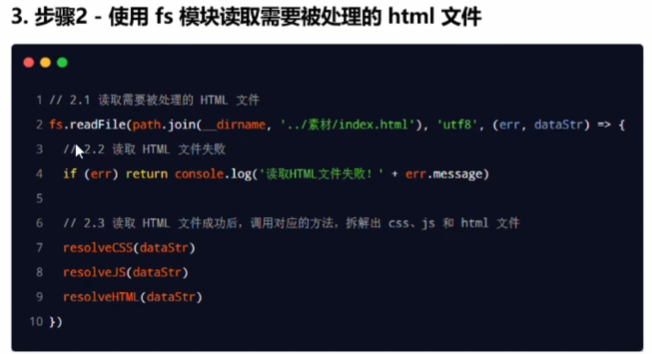 3. 步骤2 - 使用 fs 模块读取需要被处理的 html 文件
1 // 2.1 读取需要被处理的 HTML 文件
2 fs.readFile(path.join(__dirname, '../素材/index.html'), 'utf8', (err, dataStr) => {
3 // 2.2 读取 HTML 文件失败
4 if (err) return console.log('读取HTML文件失败！' + err.message)
5
6 // 2.3 读取 HTML 文件成功后，调用对应的方法，拆解出 css、js 和 html 文件
7 resolveCSS(dataStr)
8 resolveJS(dataStr)
9 resolveHTML(dataStr)
10 })